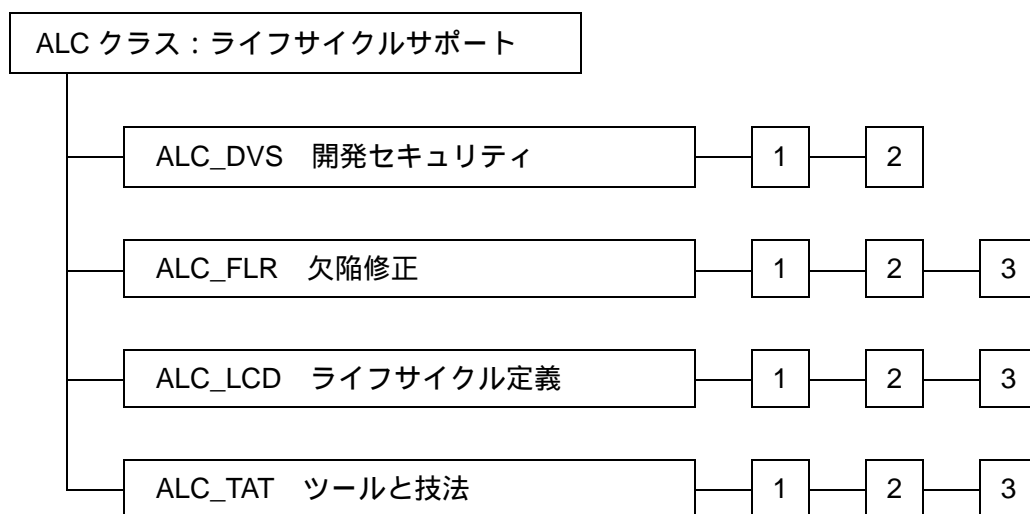 ALC クラス：ライフサイクルサポート
ALC_DVS　開発セキュリティ 1 2
ALC_FLR　欠陥修正 1 2 3
ALC_LCD　ライフサイクル定義 1 2 3
ALC_TAT　ツールと技法 1 2 3